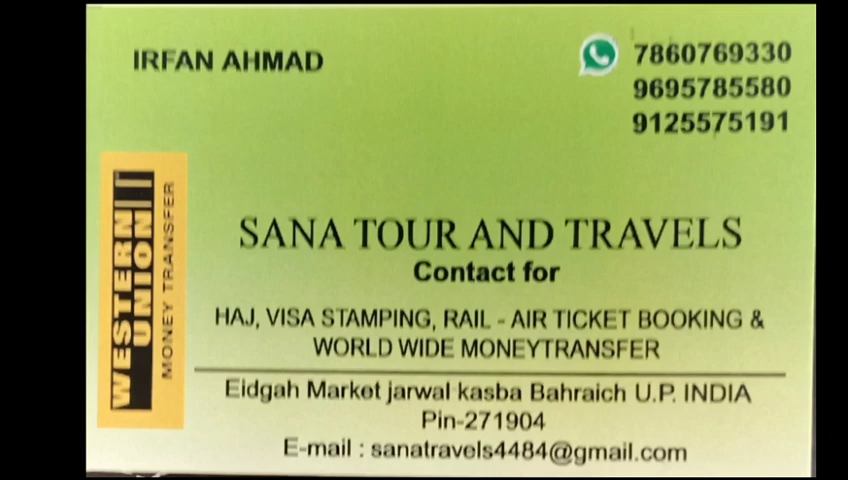 IRFAN AHMAD
7860769330
9695785580
9125575191
WESTERN
UNION
MONEY TRANSFER
SANA TOUR AND TRAVELS
Contact for
HAJ, VISA STAMPING, RAIL - AIR TICKET BOOKING &
WORLD WIDE MONEYTRANSFER
Eidgah Market jarwal kasba Bahraich U.P. INDIA
Pin-271904
E-mail : sanatravels4484@gmail.com